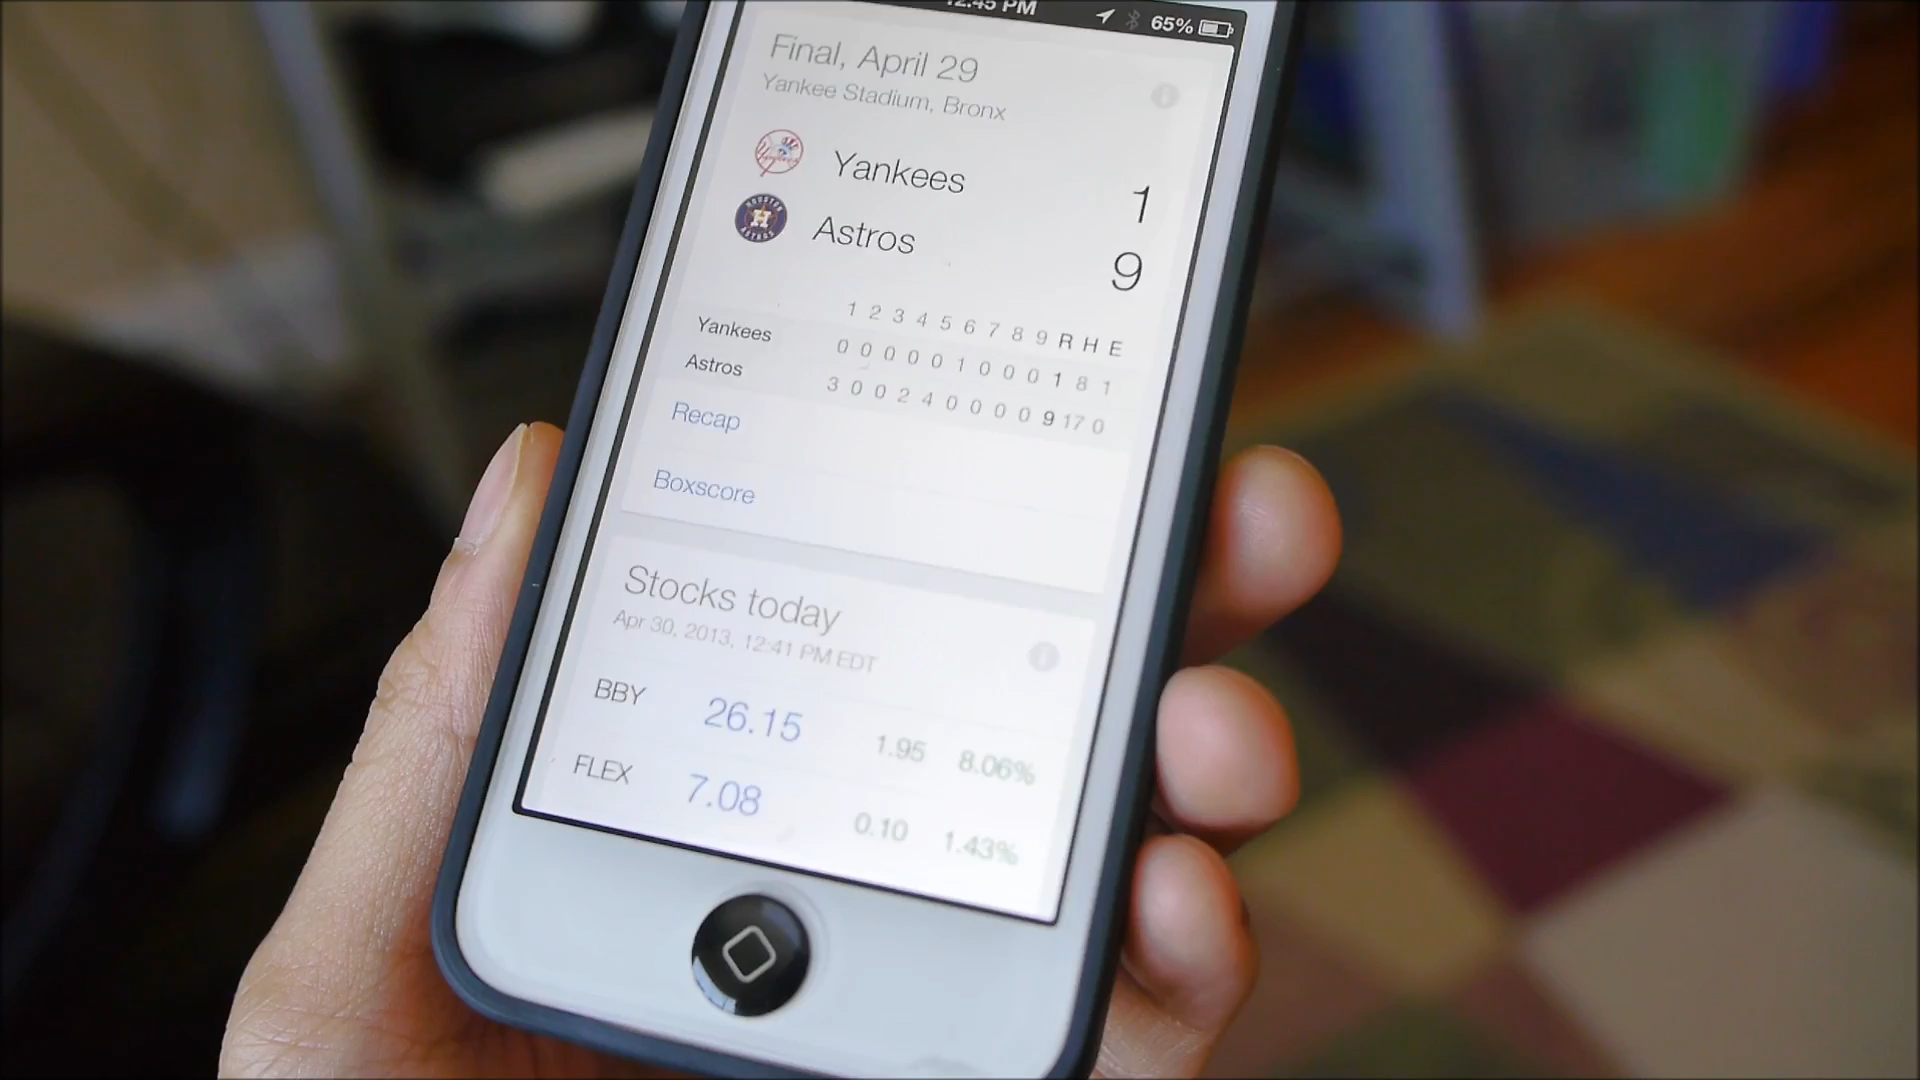 12:45 PM 65%
Final, April 29
Yankee Stadium, Bronx
Yankees 1
HOUSTON H ASTROS
Astros 9
1 2 3 4 5 6 7 8 9 R H E
Yankees 0 0 0 0 0 1 0 0 0 1 8 1
Astros 3 0 0 2 4 0 0 0 0 9 17 0
Recap
Boxscore
Stocks today
Apr 30, 2013, 12:41 PM EDT
BBY 26.15 1.95 8.06%
FLEX 7.08 0.10 1.43%